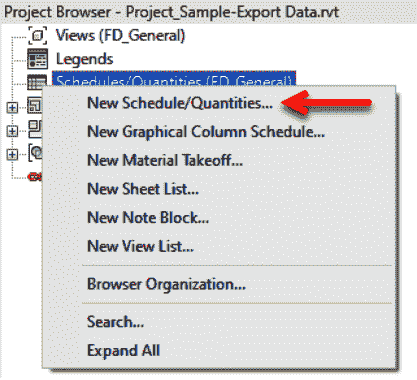 Project Browser - Project_Sample-Export Data.rvt
Views (FD_General)
Legends
Schedules/Quantities (FD_General)
New Schedule/Quantities...
New Graphical Column Schedule...
New Material Takeoff...
New Sheet List...
New Note Block...
New View List...
Browser Organization...
Search...
Expand All